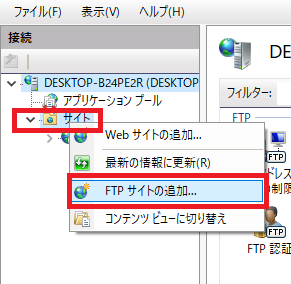 ファイル(F) 表示(V) ヘルプ(H)
接続
DESKTOP-B24PE2R (DESKTOP
アプリケーション プール
サイト
Web サイトの追加...
最新の情報に更新(R)
FTP サイトの追加...
コンテンツ ビューに切り替え
DE
フィルター:
FTP
FTP
ドレス
の制限
FTP
FTP 認証